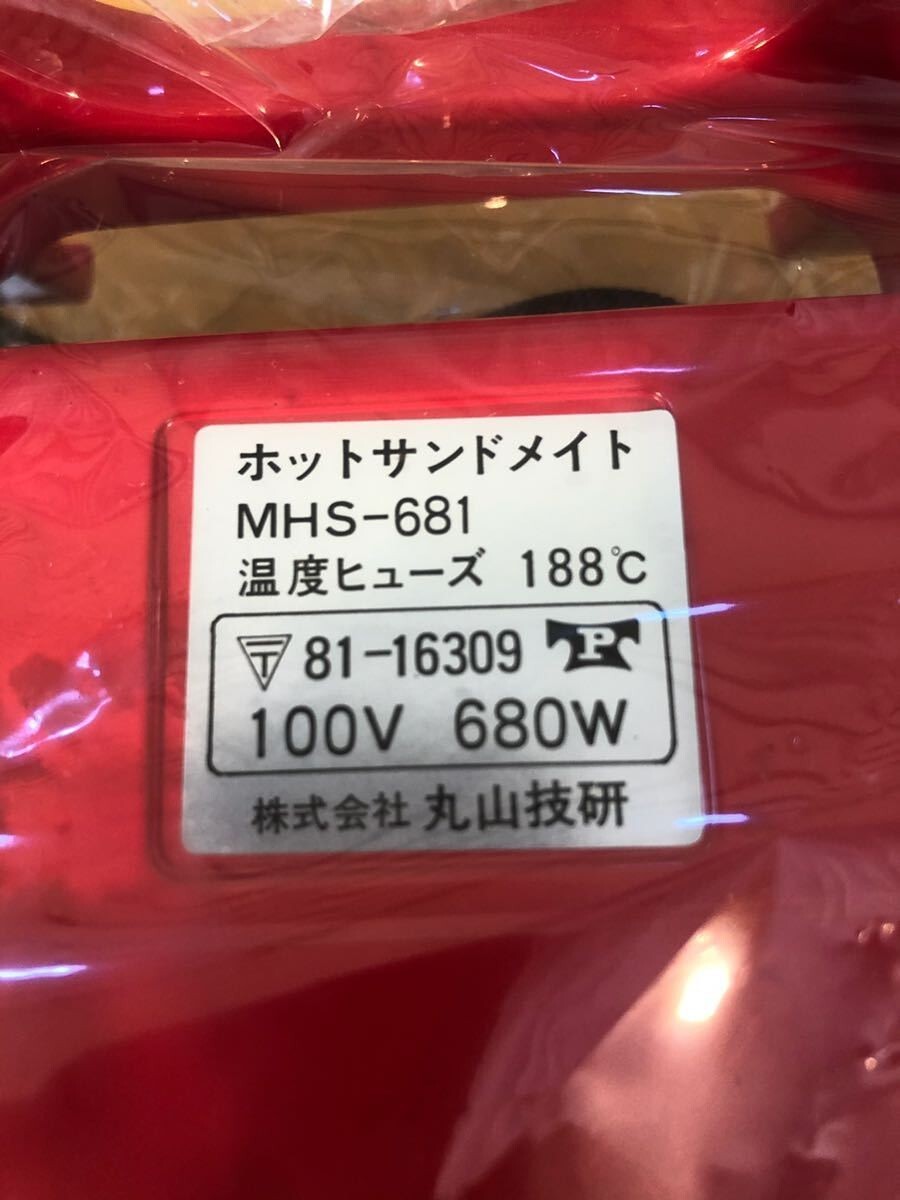 ホットサンドメイト
MHS-681
温度ヒューズ 188℃
〒 81-16309 P
100V 680W
株式会社 丸山技研